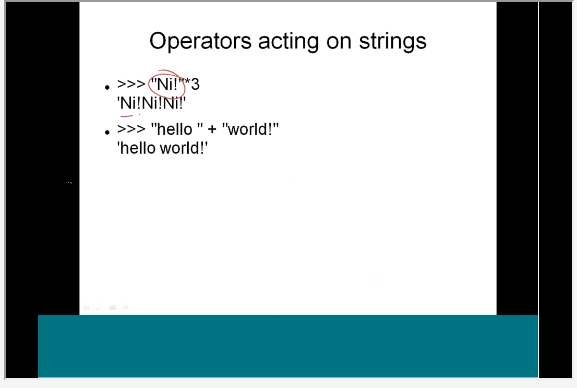 Operators acting on strings
• >>> "Ni!"*3
'Ni!Ni!Ni!'
• >>> "hello " + "world!"
'hello world!'